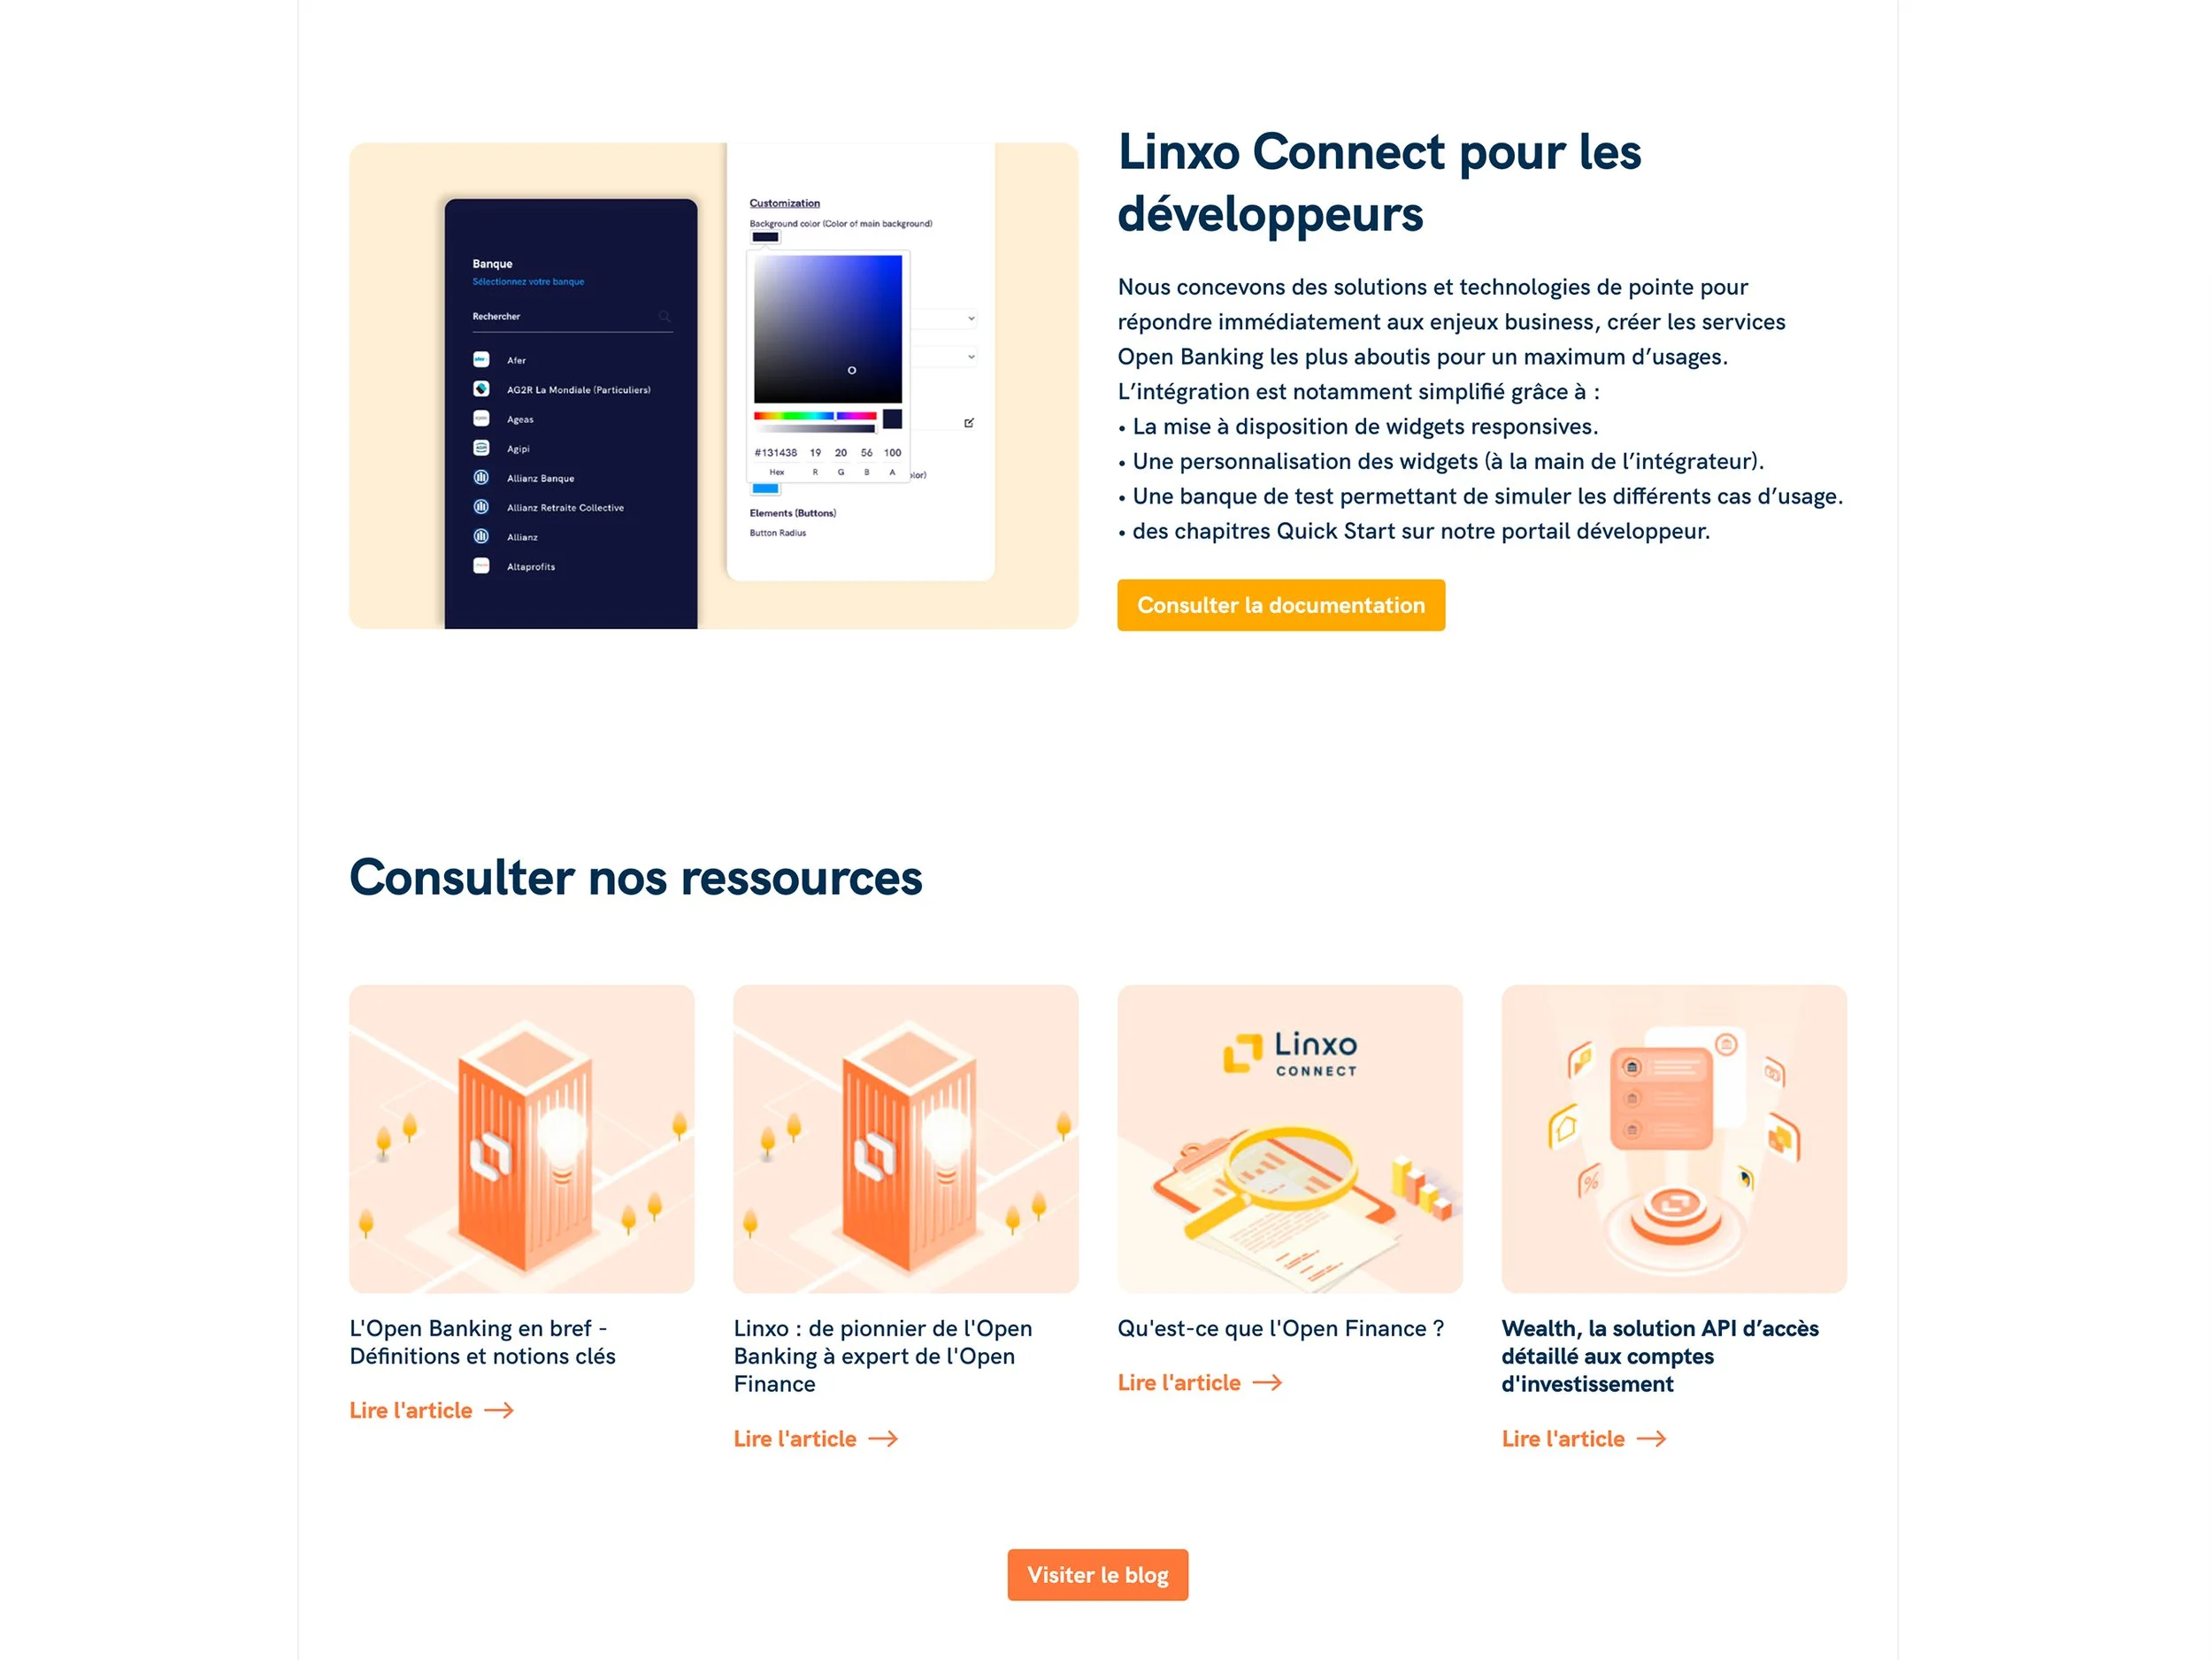 Customization
Background color (Color of main background)
Banque
Sélectionnez votre banque
Rechercher
Afer
AG2R La Mondiale (Particuliers)
Ageas
Agipi
Allianz Banque
Allianz Retraite Collective
Allianz
Altaprofits
#131438 19 20 56 100
Hex R G B A
Elements (Buttons)
Button Radius
Linxo Connect pour les
développeurs
Nous concevons des solutions et technologies de pointe pour
répondre immédiatement aux enjeux business, créer les services
Open Banking les plus aboutis pour un maximum d’usages.
L’intégration est notamment simplifié grâce à :
• La mise à disposition de widgets responsives.
• Une personnalisation des widgets (à la main de l’intégrateur).
• Une banque de test permettant de simuler les différents cas d’usage.
• des chapitres Quick Start sur notre portail développeur.
Consulter la documentation
Consulter nos ressources
Linxo
CONNECT
L'Open Banking en bref -
Définitions et notions clés
Lire l'article
Linxo : de pionnier de l'Open
Banking à expert de l'Open
Finance
Lire l'article
Qu'est-ce que l'Open Finance ?
Lire l'article
Wealth, la solution API d’accès
détaillé aux comptes
d'investissement
Lire l'article
Visiter le blog